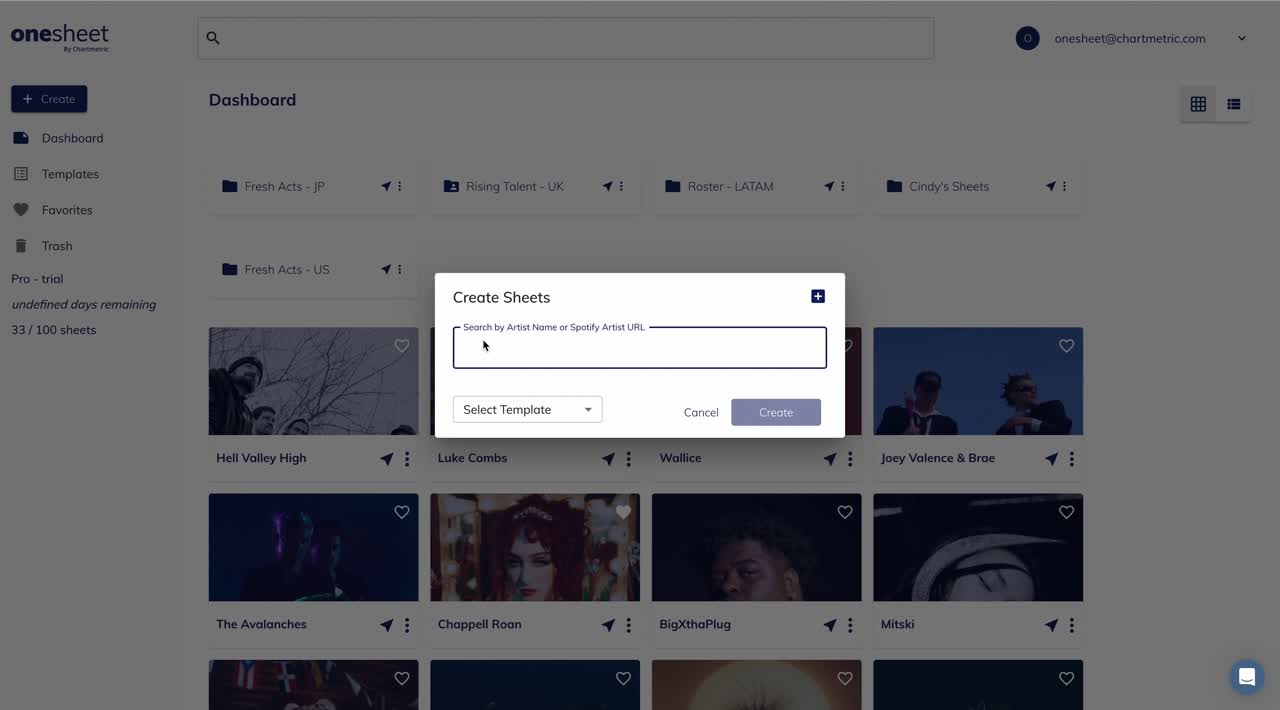 onesheet
By Chartmetric
O
onesheet@chartmetric.com
+ Create
Dashboard
Templates
Favorites
Trash
Pro - trial
undefined days remaining
33 / 100 sheets
Dashboard
Fresh Acts - JP
Rising Talent - UK
Roster - LATAM
Cindy's Sheets
Fresh Acts - US
Create Sheets
Search by Artist Name or Spotify Artist URL
Select Template
Cancel
Create
Hell Valley High
Luke Combs
Wallice
Joey Valence & Brae
The Avalanches
Chappell Roan
BigXthaPlug
Mitski